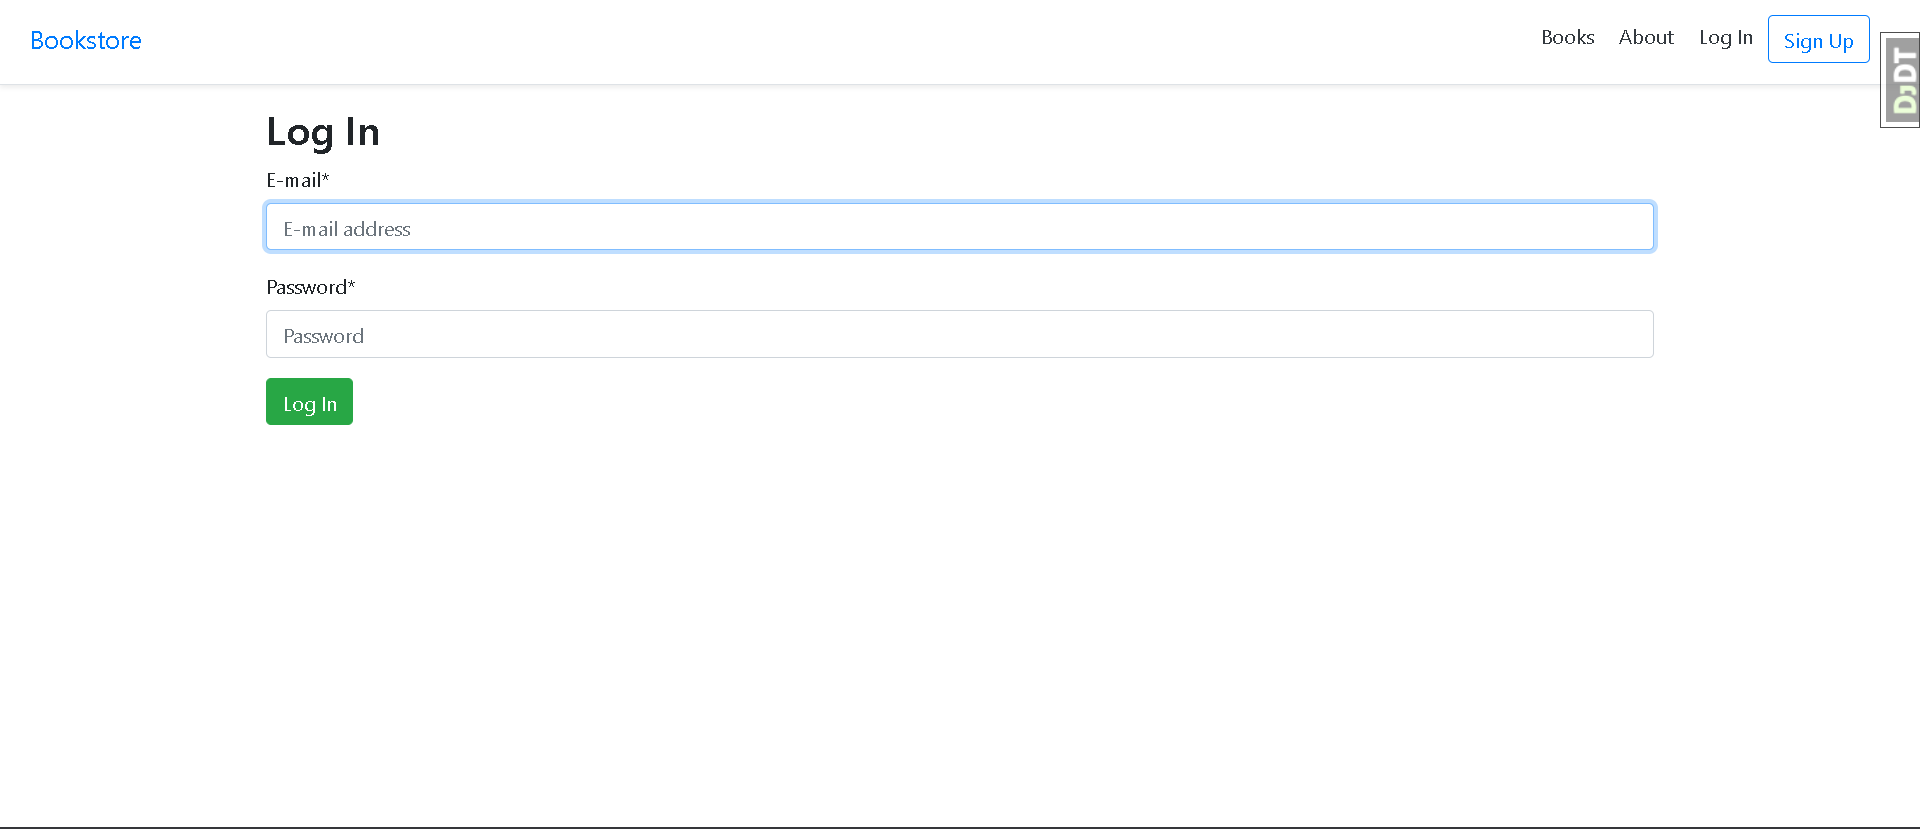 Bookstore
Books About Log In Sign Up
DJDT
Log In
E-mail*
E-mail address
Password*
Password
Log In